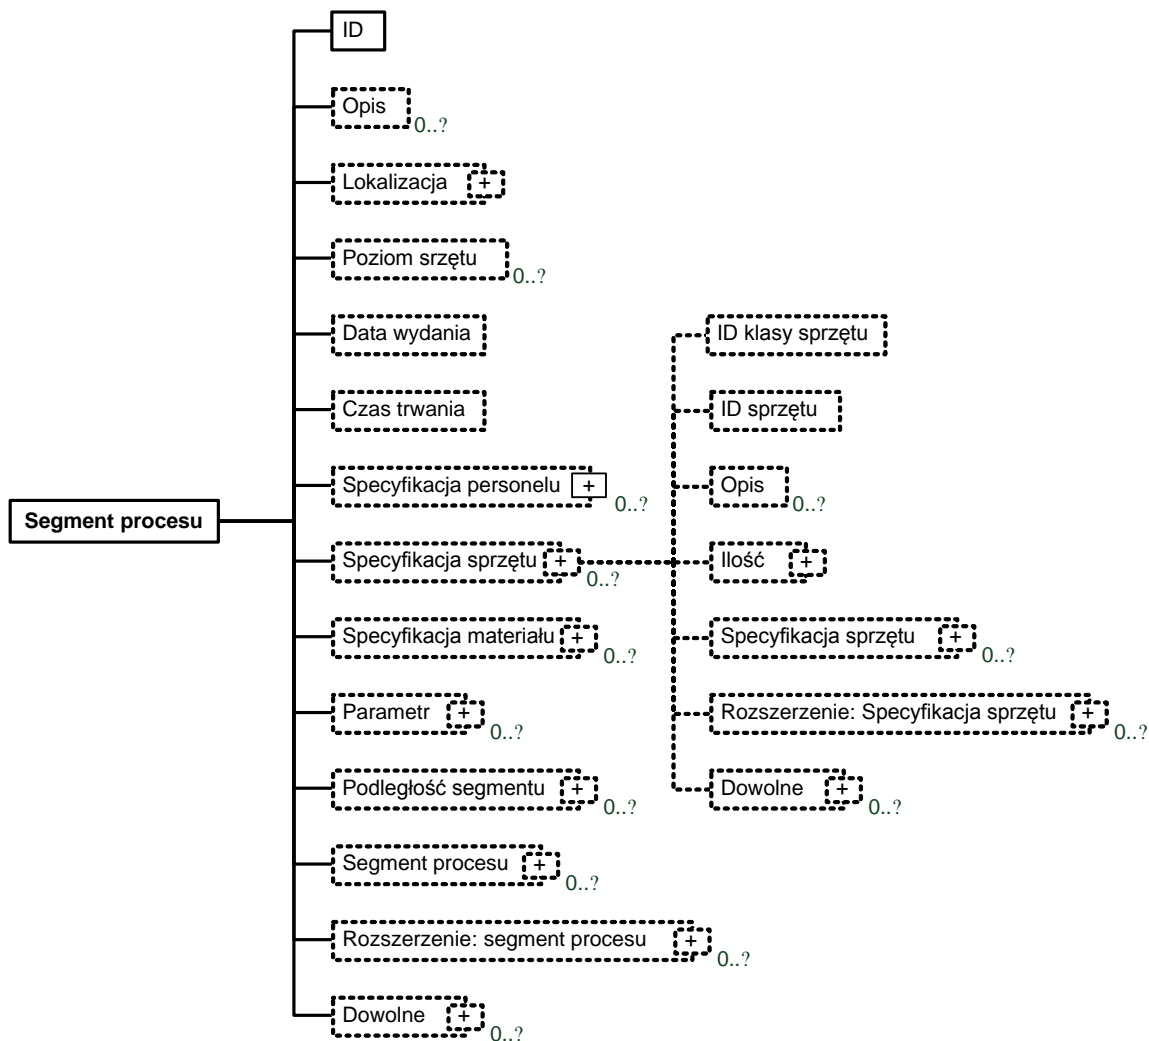 ID
Opis
0..?
Lokalizacja +
Poziom srzętu
0..?
Data wydania
Czas trwania
Specyfikacja personelu +
0..?
Segment procesu
Specyfikacja sprzętu +
0..?
Specyfikacja materiału +
0..?
Parametr +
0..?
Podległość segmentu +
0..?
Segment procesu +
0..?
Rozszerzenie: segment procesu +
0..?
Dowolne +
0..?
ID klasy sprzętu
ID sprzętu
Opis
0..?
Ilość +
Specyfikacja sprzętu +
0..?
Rozszerzenie: Specyfikacja sprzętu +
0..?
Dowolne +
0..?